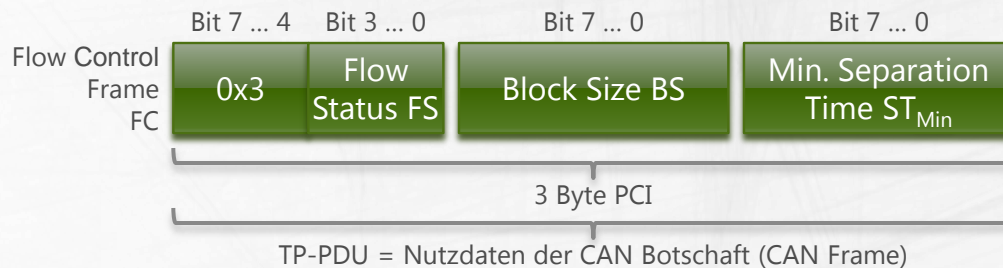 Bit 7 ... 4 Bit 3 ... 0 Bit 7 ... 0 Bit 7 ... 0
Flow Control
Frame
FC
0x3
Flow
Status FS
Block Size BS
Min. Separation
Time STMin
3 Byte PCI
TP-PDU = Nutzdaten der CAN Botschaft (CAN Frame)